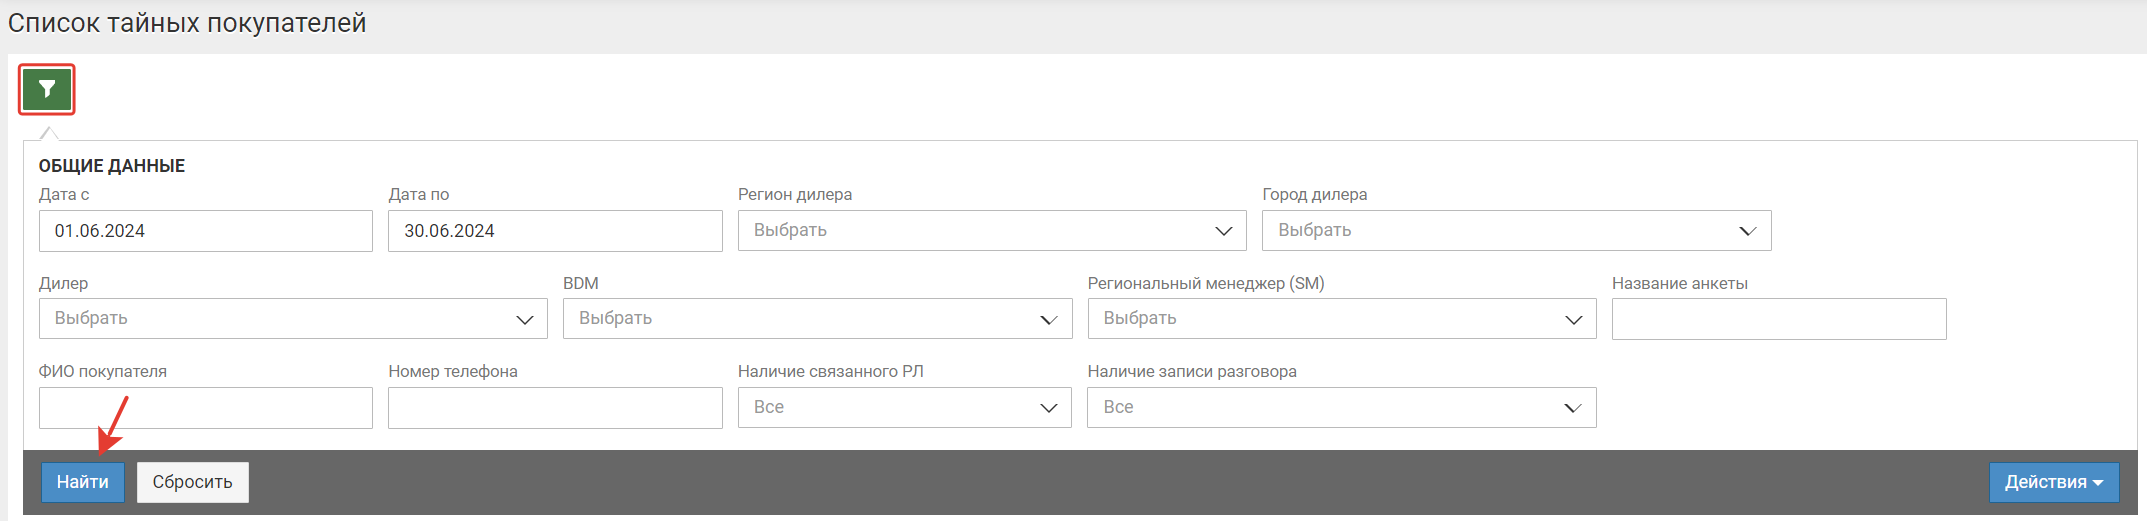 Список тайных покупателей
ОБЩИЕ ДАННЫЕ
Дата с Дата по Регион дилера Город дилера
01.06.2024 30.06.2024 Выбрать Выбрать
Дилер BDM Региональный менеджер (SM) Название анкеты
Выбрать Выбрать Выбрать
ФИО покупателя Номер телефона Наличие связанного РЛ Наличие записи разговора
Все Все
Найти Сбросить Действия